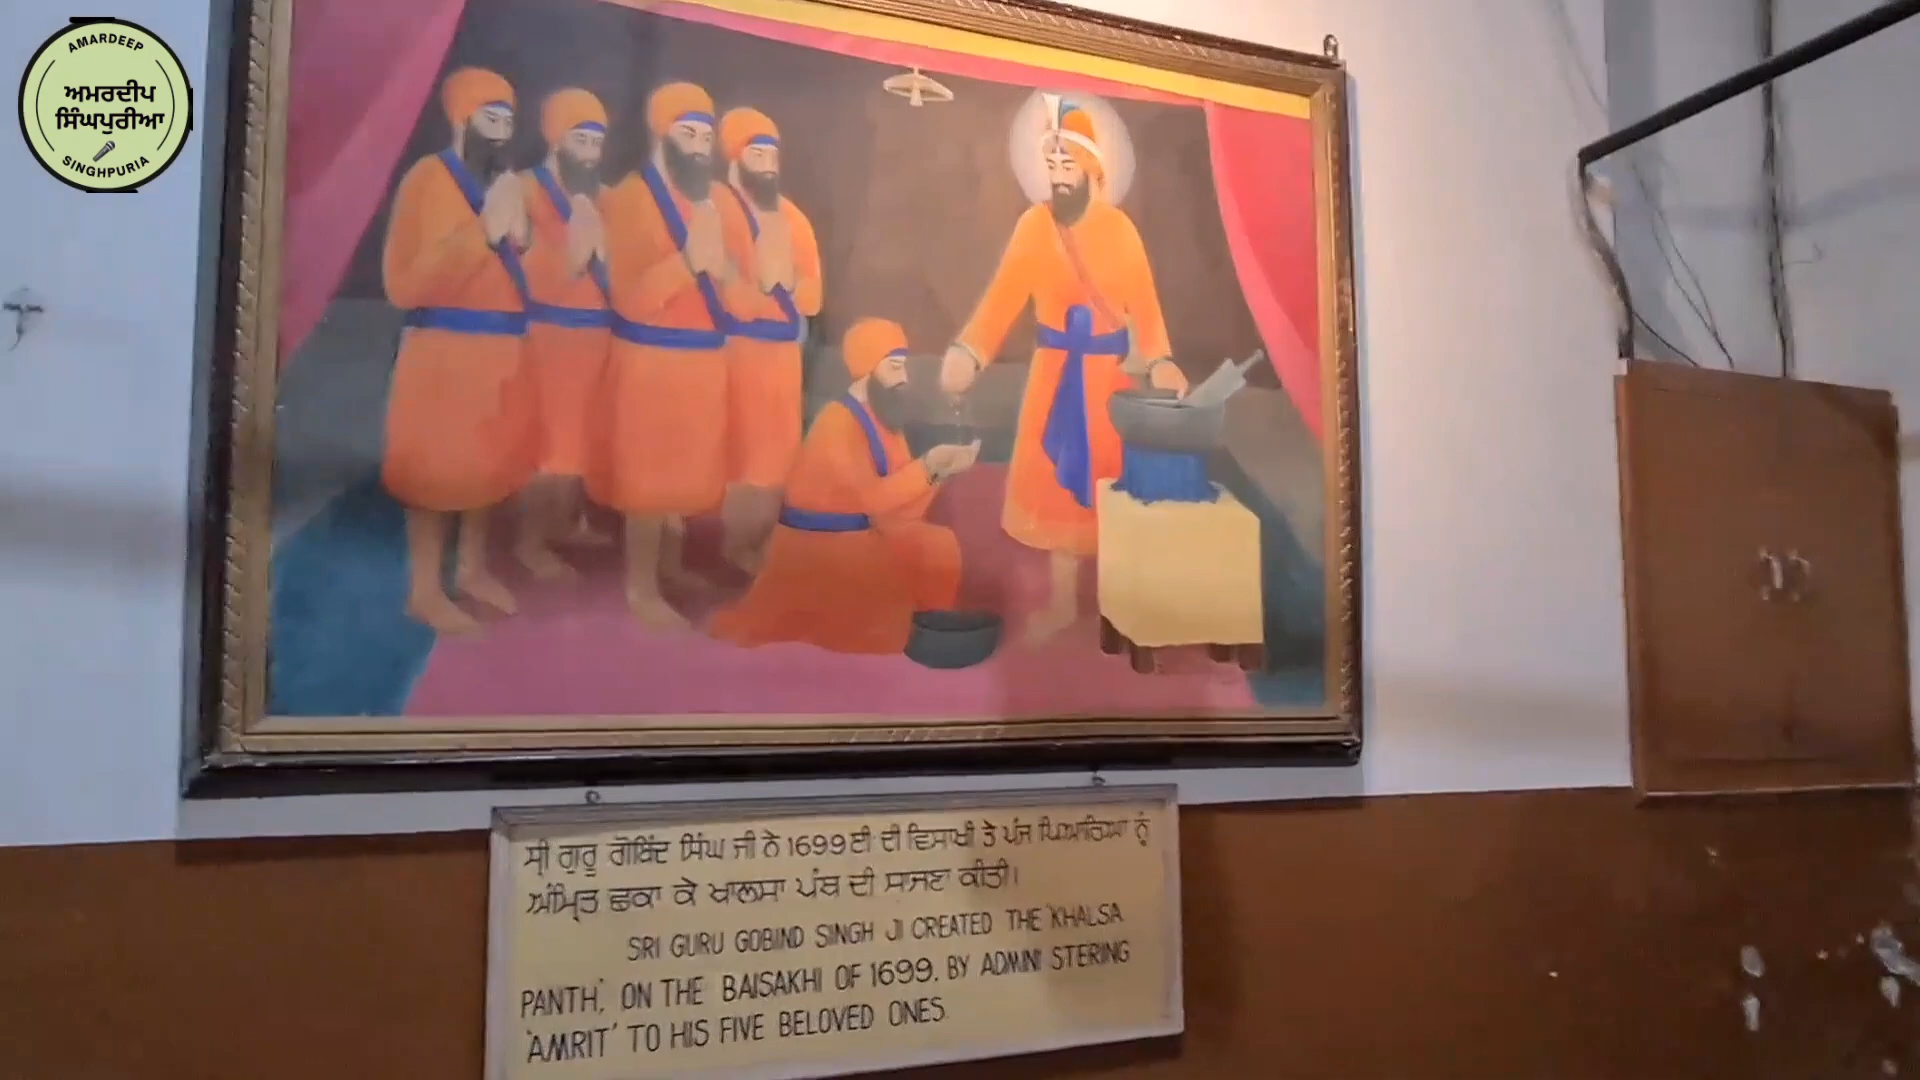 AMARDEEP
ਅਮਰਦੀਪ
ਸਿੰਘਪੁਰੀਆ
SINGHPURIA
ਸ੍ਰੀ ਗੁਰੂ ਗੋਬਿੰਦ ਸਿੰਘ ਜੀ ਨੇ 1699 ਈ ਦੀ ਵਿਸਾਖੀ ਤੇ ਪੰਜ ਪਿਆਰਿਆ ਨੂੰ
ਅੰਮ੍ਰਿਤ ਛਕਾ ਕੇ ਖਾਲਸਾ ਪੰਥ ਦੀ ਸਾਜਣਾ ਕੀਤੀ।
SRI GURU GOBIND SINGH JI CREATED THE 'KHALSA
PANTH', ON THE BAISAKHI OF 1699. BY ADMINI STERING
'AMRIT' TO HIS FIVE BELOVED ONES.